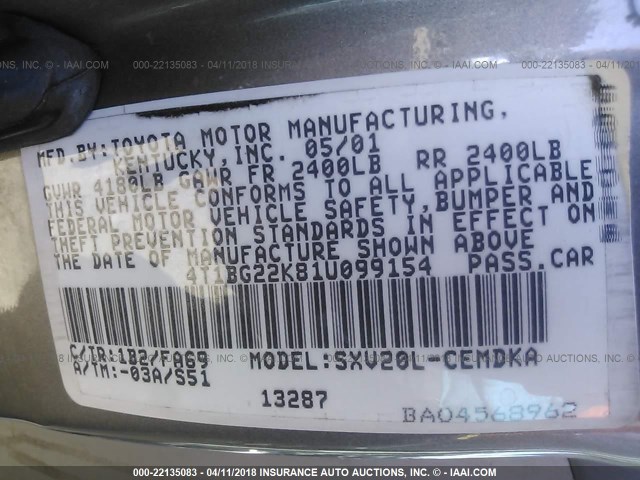 000-22135083 - 04/11/2018 INSURANCE AUTO AUCTIONS, INC. © - IAAI.COM
MFD.BY:TOYOTA MOTOR MANUFACTURING,
KENTUCKY,INC. 05/01
GVWR 4180LB GAWR FR 2400LB RR 2400LB
THIS VEHICLE CONFORMS TO ALL APPLICABLE
FEDERAL MOTOR VEHICLE SAFETY,BUMPER AND
THEFT PREVENTION STANDARDS IN EFFECT ON
THE DATE OF MANUFACTURE SHOWN ABOVE
4T1BG22K81U099154 PASS.CAR
C/TR:1B2/FA69 MODEL:SXV20L-CEMDKA
A/TM:-03A/S51
13287 BA04568962
000-22135083 - 04/11/2018 INSURANCE AUTO AUCTIONS, INC. © - IAAI.COM